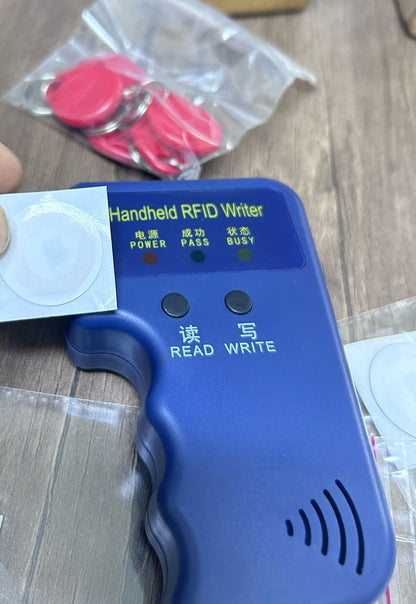 Handheld RFID Writer
电源 成功 状态
POWER PASS BUSY
读 写
READ WRITE